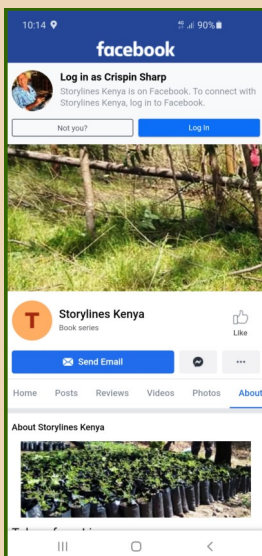 10:14
4G 90%
facebook
Log in as Crispin Sharp
Storylines Kenya is on Facebook. To connect with
Storylines Kenya, log in to Facebook.
Not you?
Log In
T
Storylines Kenya
Book series
Like
Send Email
Home Posts Reviews Videos Photos About
About Storylines Kenya